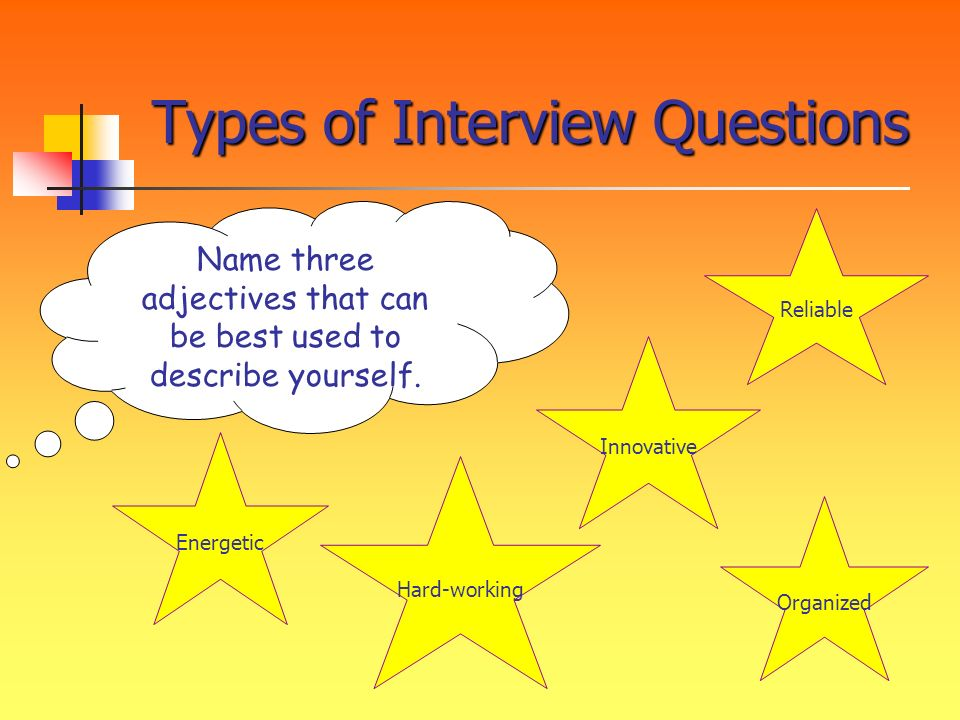 Types of Interview Questions
Name three
adjectives that can
be best used to
describe yourself.
Reliable
Innovative
Energetic
Hard-working
Organized